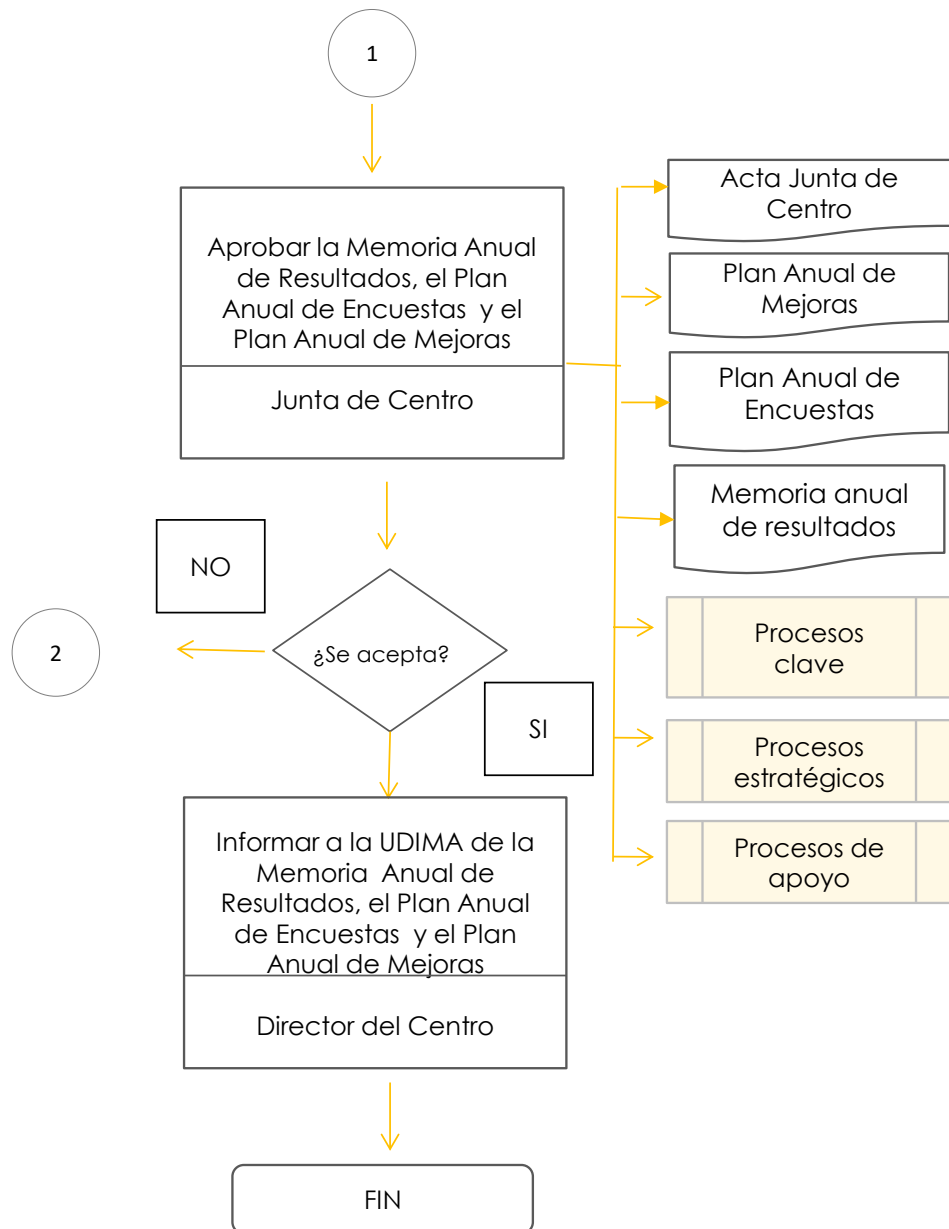 1
Aprobar la Memoria Anual
de Resultados, el Plan
Anual de Encuestas y el
Plan Anual de Mejoras
Junta de Centro
Acta Junta de
Centro
Plan Anual de
Mejoras
Plan Anual de
Encuestas
Memoria anual
de resultados
Procesos
clave
Procesos
estratégicos
Procesos de
apoyo
NO
2
¿Se acepta?
SI
Informar a la UDIMA de la
Memoria Anual de
Resultados, el Plan Anual
de Encuestas y el Plan
Anual de Mejoras
Director del Centro
FIN